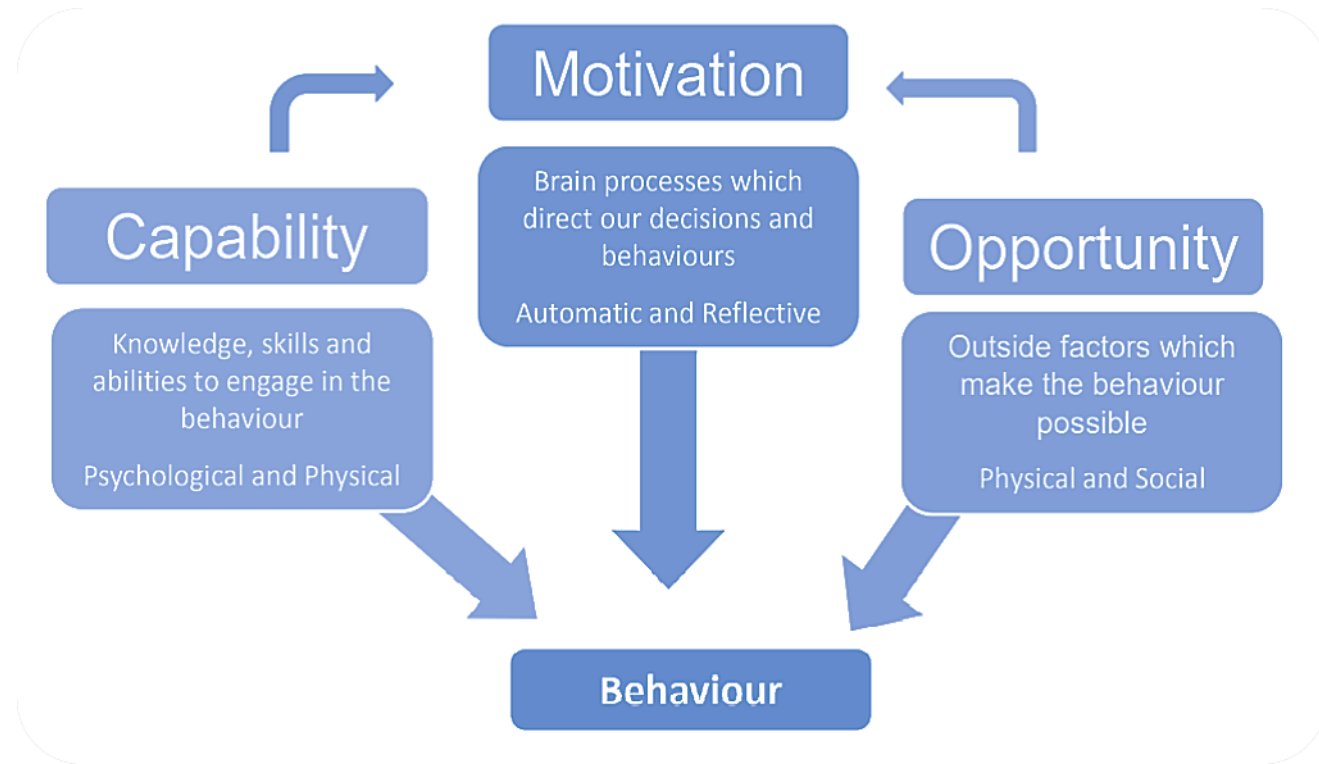 Motivation
Brain processes which
direct our decisions and
behaviours
Automatic and Reflective
Capability
Knowledge, skills and
abilities to engage in the
behaviour
Psychological and Physical
Opportunity
Outside factors which
make the behaviour
possible
Physical and Social
Behaviour